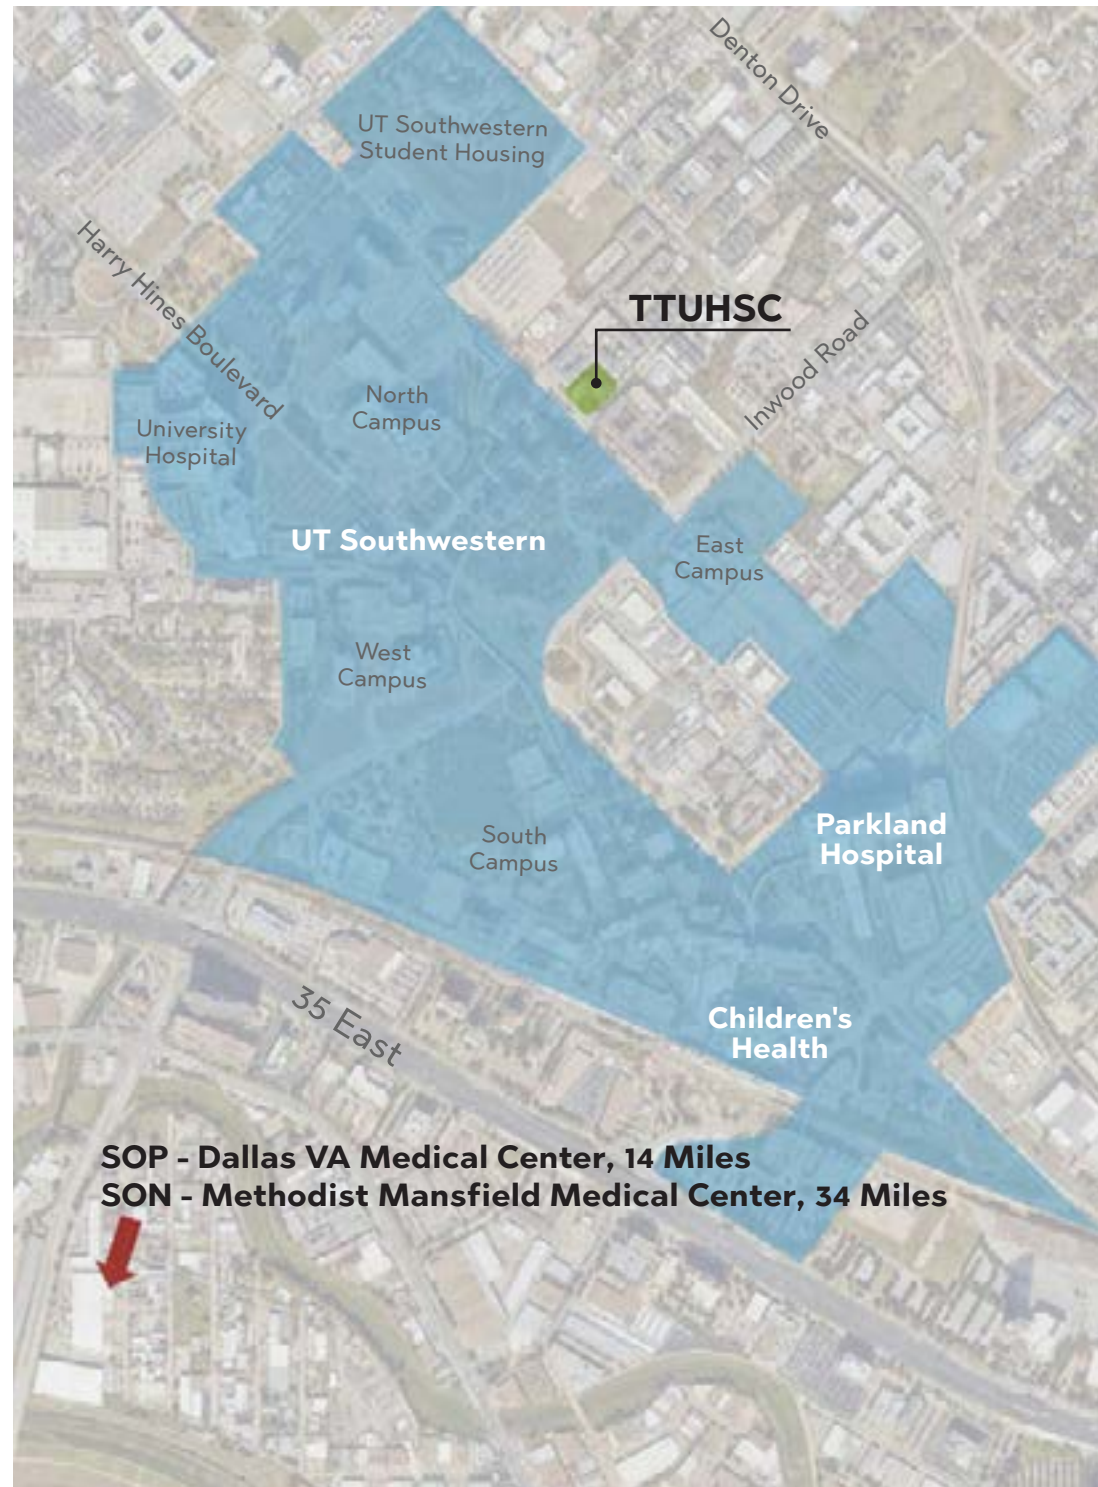 Denton Drive
UT Southwestern
Student Housing
Harry Hines Boulevard
TTUHSC
Inwood Road
North
Campus
University
Hospital
UT Southwestern
East
Campus
West
Campus
Parkland
Hospital
South
Campus
35 East
Children's
Health
SOP - Dallas VA Medical Center, 14 Miles
SON - Methodist Mansfield Medical Center, 34 Miles